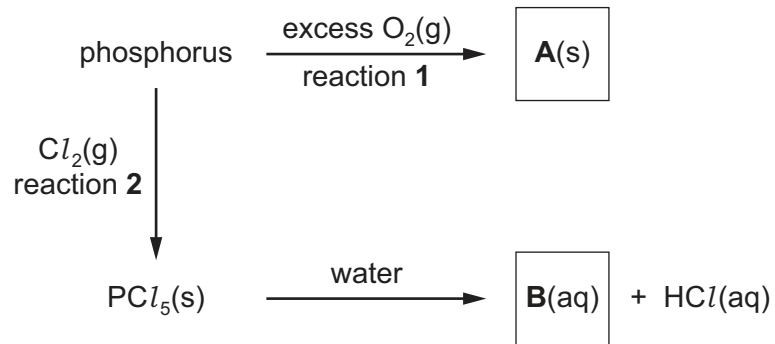 phosphorus
excess O₂(g)
reaction 1
A(s)
Cl₂(g)
reaction 2
PCl₅(s)
water
B(aq) + HCl(aq)